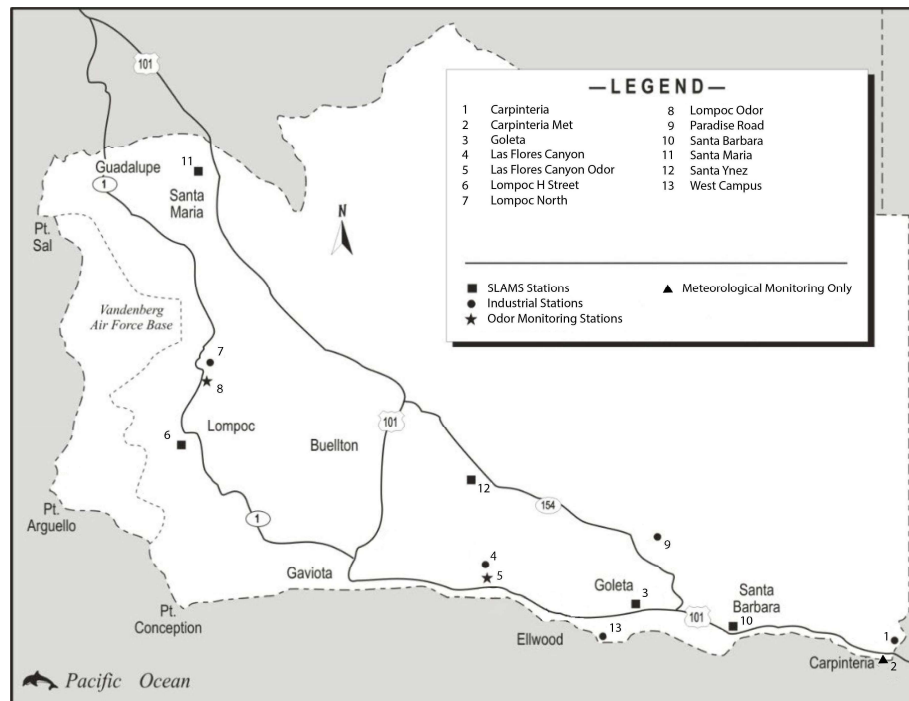 —LEGEND—
1 Carpinteria
2 Carpinteria Met
3 Goleta
4 Las Flores Canyon
5 Las Flores Canyon Odor
6 Lompoc H Street
7 Lompoc North
8 Lompoc Odor
9 Paradise Road
10 Santa Barbara
11 Santa Maria
12 Santa Ynez
13 West Campus
SLAMS Stations
Industrial Stations
Odor Monitoring Stations
Meteorological Monitoring Only
101
Guadalupe
1
11
Santa
Maria
N
Pt.
Sal
Vandenberg
Air Force Base
7
8
Lompoc
6
Buellton
101
12
154
Pt.
Arguello
1
9
4
5
Gaviota
Goleta
3
Santa
Barbara
10
101
Pt.
Conception
Ellwood
13
1
Carpinteria
2
Pacific Ocean